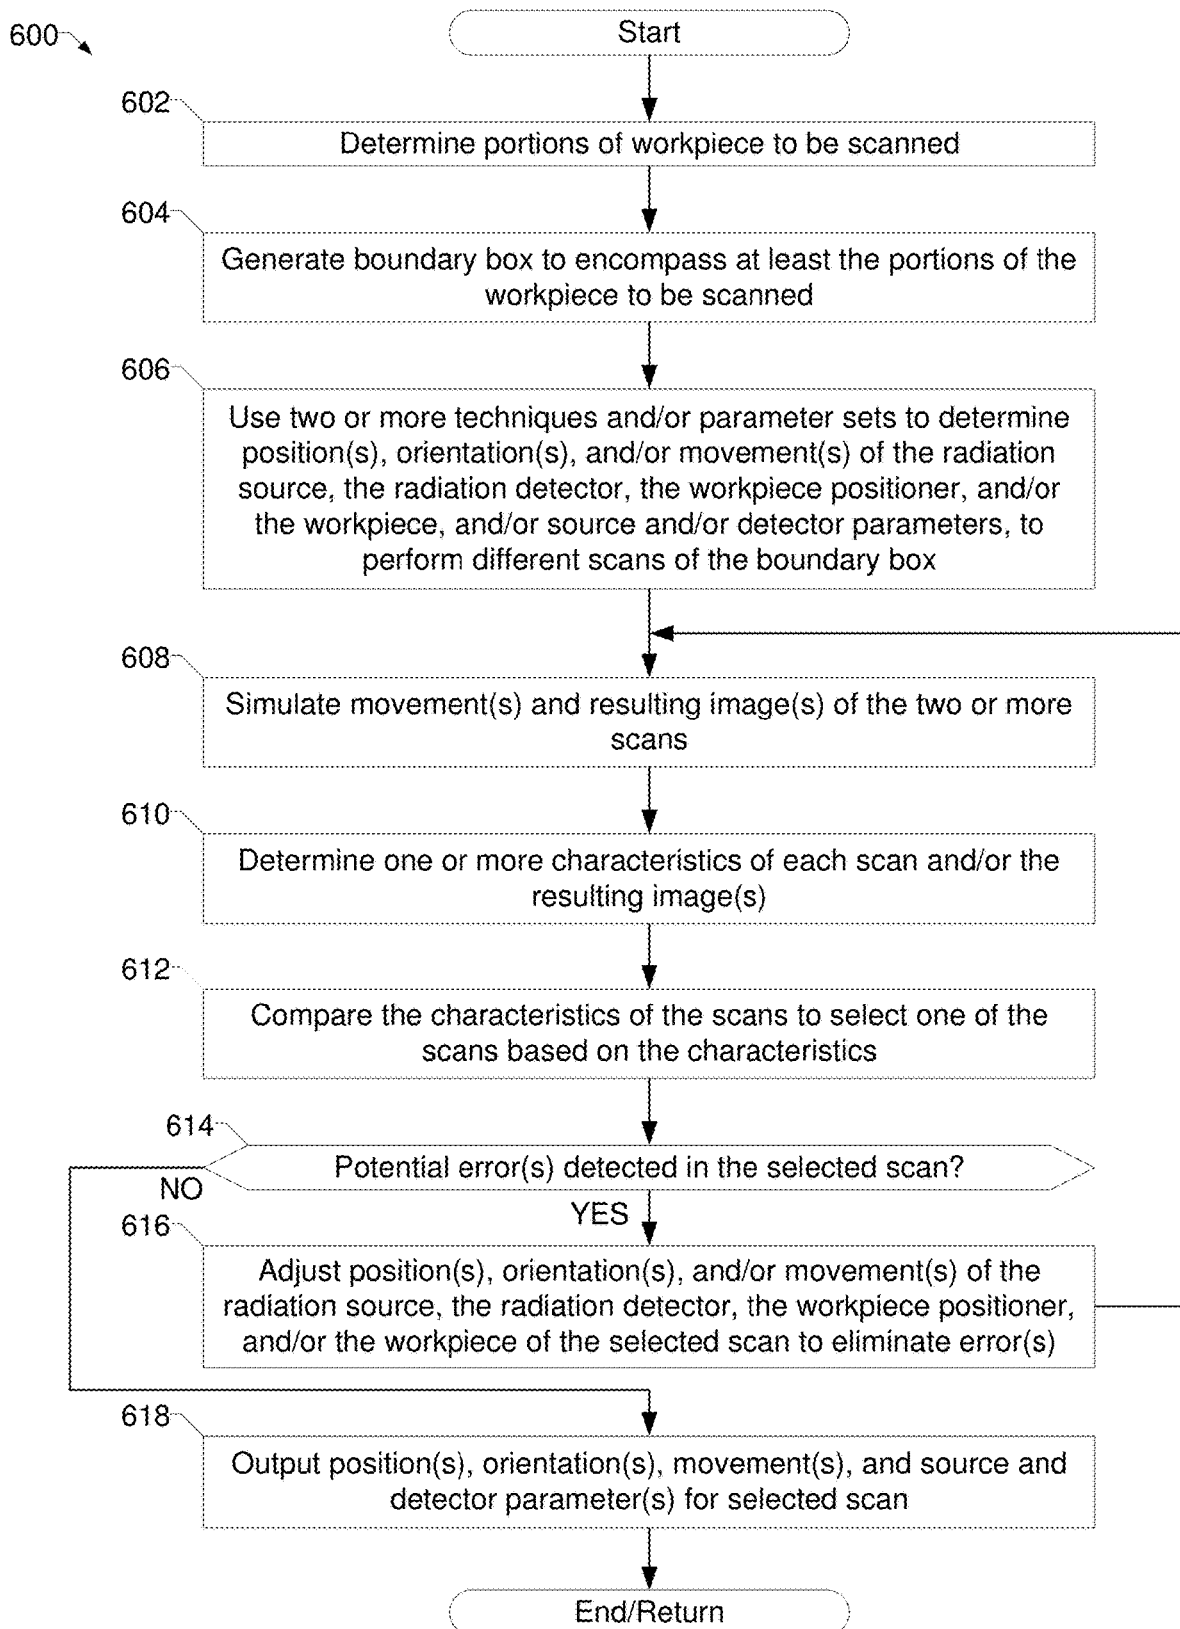 600
Start
602
Determine portions of workpiece to be scanned
604
Generate boundary box to encompass at least the portions of the
workpiece to be scanned
606
Use two or more techniques and/or parameter sets to determine
position(s), orientation(s), and/or movement(s) of the radiation
source, the radiation detector, the workpiece positioner, and/or
the workpiece, and/or source and/or detector parameters, to
perform different scans of the boundary box
608
Simulate movement(s) and resulting image(s) of the two or more
scans
610
Determine one or more characteristics of each scan and/or the
resulting image(s)
612
Compare the characteristics of the scans to select one of the
scans based on the characteristics
614
Potential error(s) detected in the selected scan?
NO
YES
616
Adjust position(s), orientation(s), and/or movement(s) of the
radiation source, the radiation detector, the workpiece positioner,
and/or the workpiece of the selected scan to eliminate error(s)
618
Output position(s), orientation(s), movement(s), and source and
detector parameter(s) for selected scan
End/Return